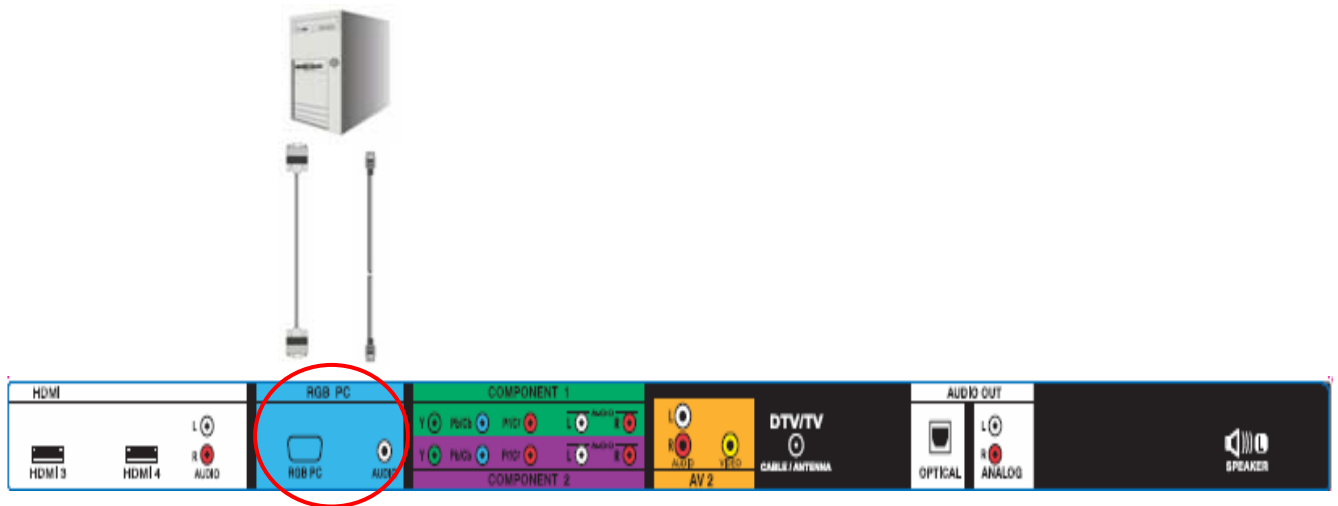 HDMI
HDMI 3
HDMI 4
L
R
AUDIO
RGB PC
RGB PC
AUDIO
COMPONENT 1
Y Pb/Cb Pr/Cr L AUDIO R
Y Pb/Cb Pr/Cr L AUDIO R
COMPONENT 2
L
R
AUDIO VIDEO
AV 2
DTV/TV
CABLE / ANTENNA
AUDIO OUT
OPTICAL
L
R
ANALOG
L
SPEAKER